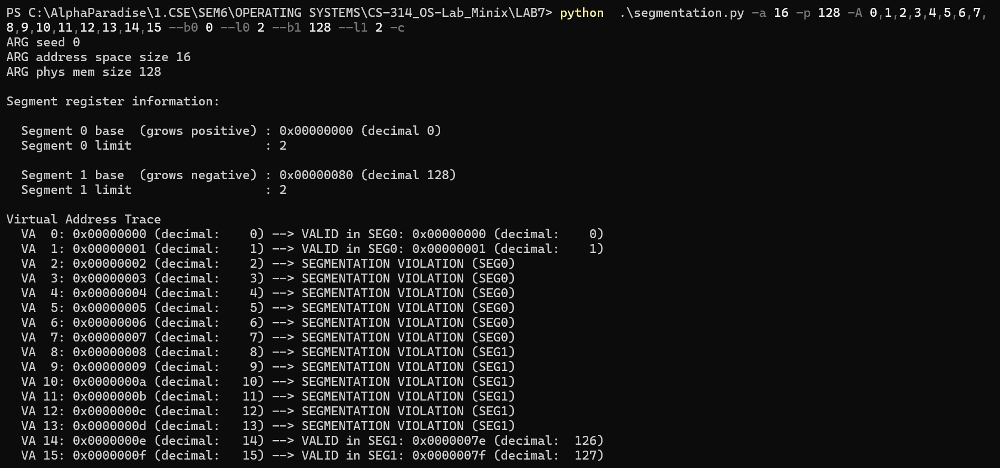 PS C:\AlphaParadise\1.CSE\SEM6\OPERATING SYSTEMS\CS-314_OS-Lab_Minix\LAB7> python  .\segmentation.py -a 16 -p 128 -A 0,1,2,3,4,5,6,7,
8,9,10,11,12,13,14,15 --b0 0 --l0 2 --b1 128 --l1 2 -c
ARG seed 0
ARG address space size 16
ARG phys mem size 128

Segment register information:

  Segment 0 base  (grows positive) : 0x00000000 (decimal 0)
  Segment 0 limit                  : 2

  Segment 1 base  (grows negative) : 0x00000080 (decimal 128)
  Segment 1 limit                  : 2

Virtual Address Trace
  VA  0: 0x00000000 (decimal:    0) --> VALID in SEG0: 0x00000000 (decimal:    0)
  VA  1: 0x00000001 (decimal:    1) --> VALID in SEG0: 0x00000001 (decimal:    1)
  VA  2: 0x00000002 (decimal:    2) --> SEGMENTATION VIOLATION (SEG0)
  VA  3: 0x00000003 (decimal:    3) --> SEGMENTATION VIOLATION (SEG0)
  VA  4: 0x00000004 (decimal:    4) --> SEGMENTATION VIOLATION (SEG0)
  VA  5: 0x00000005 (decimal:    5) --> SEGMENTATION VIOLATION (SEG0)
  VA  6: 0x00000006 (decimal:    6) --> SEGMENTATION VIOLATION (SEG0)
  VA  7: 0x00000007 (decimal:    7) --> SEGMENTATION VIOLATION (SEG0)
  VA  8: 0x00000008 (decimal:    8) --> SEGMENTATION VIOLATION (SEG1)
  VA  9: 0x00000009 (decimal:    9) --> SEGMENTATION VIOLATION (SEG1)
  VA 10: 0x0000000a (decimal:   10) --> SEGMENTATION VIOLATION (SEG1)
  VA 11: 0x0000000b (decimal:   11) --> SEGMENTATION VIOLATION (SEG1)
  VA 12: 0x0000000c (decimal:   12) --> SEGMENTATION VIOLATION (SEG1)
  VA 13: 0x0000000d (decimal:   13) --> SEGMENTATION VIOLATION (SEG1)
  VA 14: 0x0000000e (decimal:   14) --> VALID in SEG1: 0x0000007e (decimal:  126)
  VA 15: 0x0000000f (decimal:   15) --> VALID in SEG1: 0x0000007f (decimal:  127)